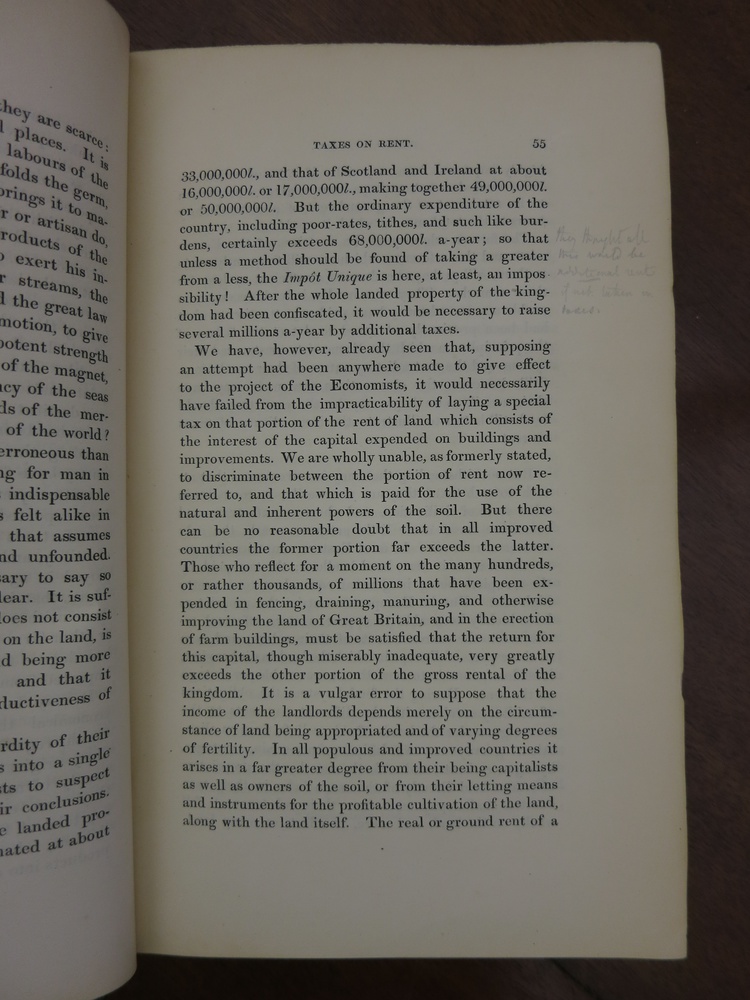 they are scarce;
places. It is
labours of the
folds the germ,
brings it to ma-
r or artisan do,
roducts of the
o exert his in-
r streams, the
d the great law
motion, to give
potent strength
of the magnet,
ncy of the seas
ds of the mer-
of the world?
erroneous than
ng for man in
indispensable
s felt alike in
that assumes
nd unfounded.
sary to say so
lear. It is suf-
does not consist
on the land, is
d being more
and that it
ductiveness of
rdity of their
s into a single
sts to suspect
ir conclusions.
e landed pro-
nated at about
TAXES ON RENT. 55
33,000,000l., and that of Scotland and Ireland at about
16,000,000l. or 17,000,000l., making together 49,000,000l.
or 50,000,000l. But the ordinary expenditure of the
country, including poor-rates, tithes, and such like bur-
dens, certainly exceeds 68,000,000l. a-year; so that
unless a method should be found of taking a greater
from a less, the Impôt Unique is here, at least, an impos
sibility! After the whole landed property of the king-
dom had been confiscated, it would be necessary to raise
several millions a-year by additional taxes.
We have, however, already seen that, supposing
an attempt had been anywhere made to give effect
to the project of the Economists, it would necessarily
have failed from the impracticability of laying a special
tax on that portion of the rent of land which consists of
the interest of the capital expended on buildings and
improvements. We are wholly unable, as formerly stated,
to discriminate between the portion of rent now re-
ferred to, and that which is paid for the use of the
natural and inherent powers of the soil. But there
can be no reasonable doubt that in all improved
countries the former portion far exceeds the latter.
Those who reflect for a moment on the many hundreds,
or rather thousands, of millions that have been ex-
pended in fencing, draining, manuring, and otherwise
improving the land of Great Britain, and in the erection
of farm buildings, must be satisfied that the return for
this capital, though miserably inadequate, very greatly
exceeds the other portion of the gross rental of the
kingdom. It is a vulgar error to suppose that the
income of the landlords depends merely on the circum-
stance of land being appropriated and of varying degrees
of fertility. In all populous and improved countries it
arises in a far greater degree from their being capitalists
as well as owners of the soil, or from their letting means
and instruments for the profitable cultivation of the land,
along with the land itself. The real or ground rent of a